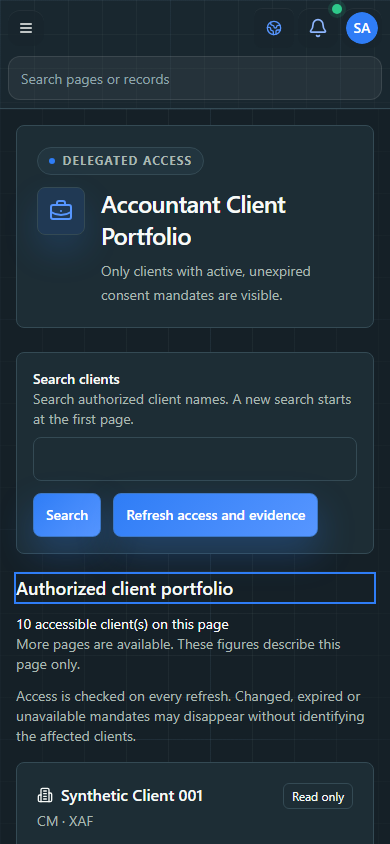 SA
Search pages or records
DELEGATED ACCESS
Accountant Client
Portfolio
Only clients with active, unexpired
consent mandates are visible.
Search clients
Search authorized client names. A new search starts
at the first page.
Search
Refresh access and evidence
Authorized client portfolio
10 accessible client(s) on this page
More pages are available. These figures describe this
page only.
Access is checked on every refresh. Changed, expired or
unavailable mandates may disappear without identifying
the affected clients.
Synthetic Client 001
Read only
CM · XAF